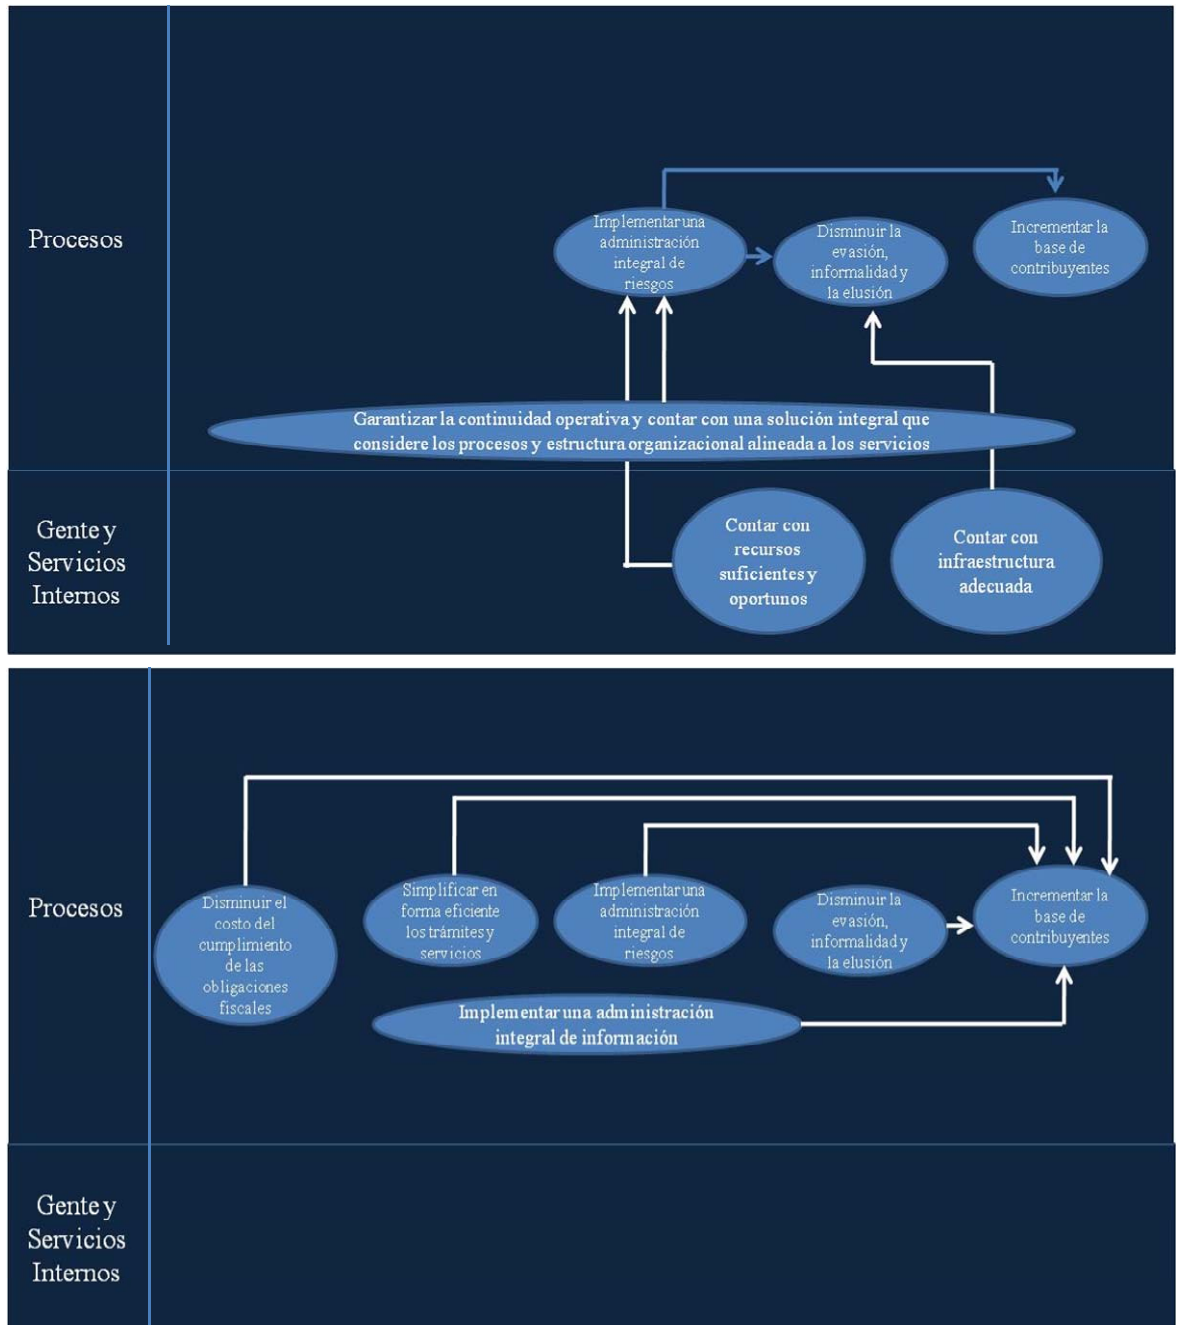 Procesos
Implementar una
administración
integral de
riesgos
Disminuir la
evasión,
informalidad y
la elusión
Incrementar la
base de
contribuyentes
Garantizar la continuidad operativa y contar con una solución integral que
considere los procesos y estructura organizacional alineada a los servicios
Gente y
Servicios
Internos
Contar con
recursos
suficientes y
oportunos
Contar con
infraestructura
adecuada
Procesos
Disminuir el
costo del
cumplimiento
de las
obligaciones
fiscales
Simplificar en
forma eficiente
los trámites y
servicios
Implementar una
administración
integral de
riesgos
Disminuir la
evasión,
informalidad y
la elusión
Incrementar la
base de
contribuyentes
Implementar una administración
integral de información
Gente y
Servicios
Internos